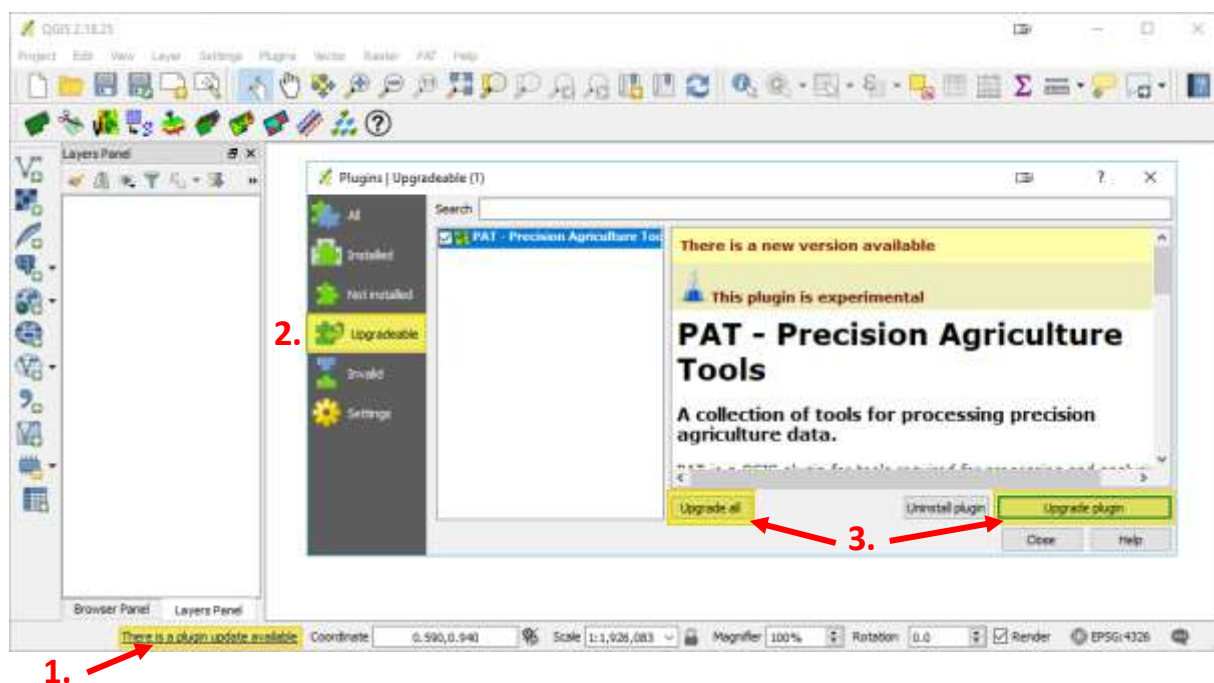 QGIS 2.18.25
Project Edit View Layer Settings Plugins Vector Raster PAT Help
Layers Panel
Plugins | Upgradeable (1)
All
Installed
Not installed
2.
Upgradeable
Invalid
Settings
Search
PAT - Precision Agriculture Too
There is a new version available
This plugin is experimental
PAT - Precision Agriculture
Tools
A collection of tools for processing precision
agriculture data.
Upgrade all
Uninstall plugin
Upgrade plugin
3.
Close
Help
Browser Panel
Layers Panel
There is a plugin update available
Coordinate
0.590,0.940
Scale
1:1,926,083
Magnifier
100%
Rotation
0.0
Render
EPSG:4326
1.